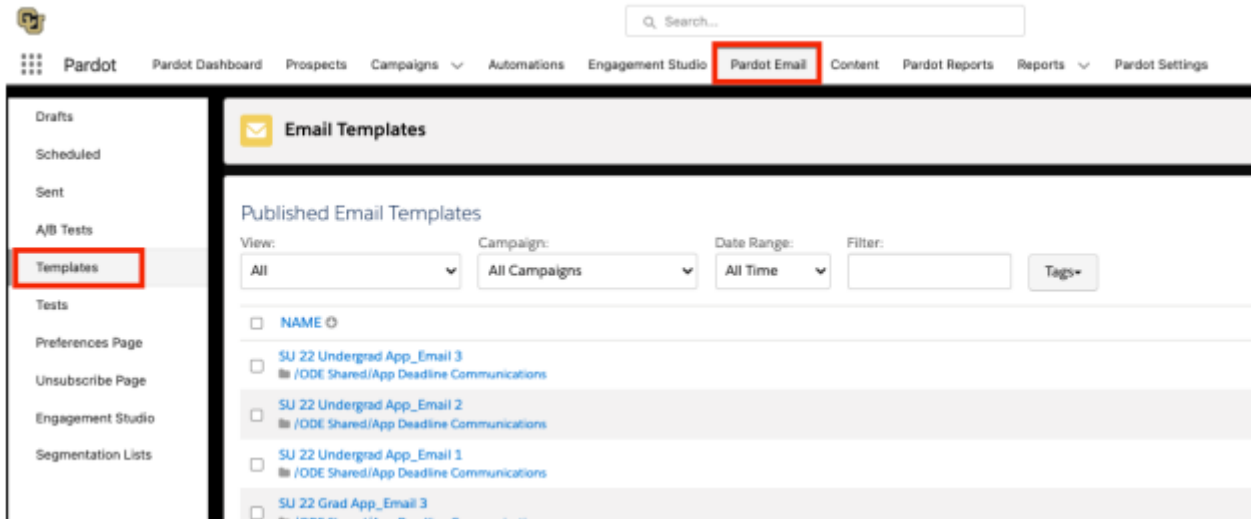 CU
Search...
Pardot Pardot Dashboard Prospects Campaigns Automations Engagement Studio Pardot Email Content Pardot Reports Reports Pardot Settings
Drafts
Scheduled
Sent
A/B Tests
Templates
Tests
Preferences Page
Unsubscribe Page
Engagement Studio
Segmentation Lists
Email Templates
Published Email Templates
View: Campaign: Date Range: Filter:
All All Campaigns All Time Tags
NAME
SU 22 Undergrad App_Email 3
/ODE Shared/App Deadline Communications
SU 22 Undergrad App_Email 2
/ODE Shared/App Deadline Communications
SU 22 Undergrad App_Email 1
/ODE Shared/App Deadline Communications
SU 22 Grad App_Email 3